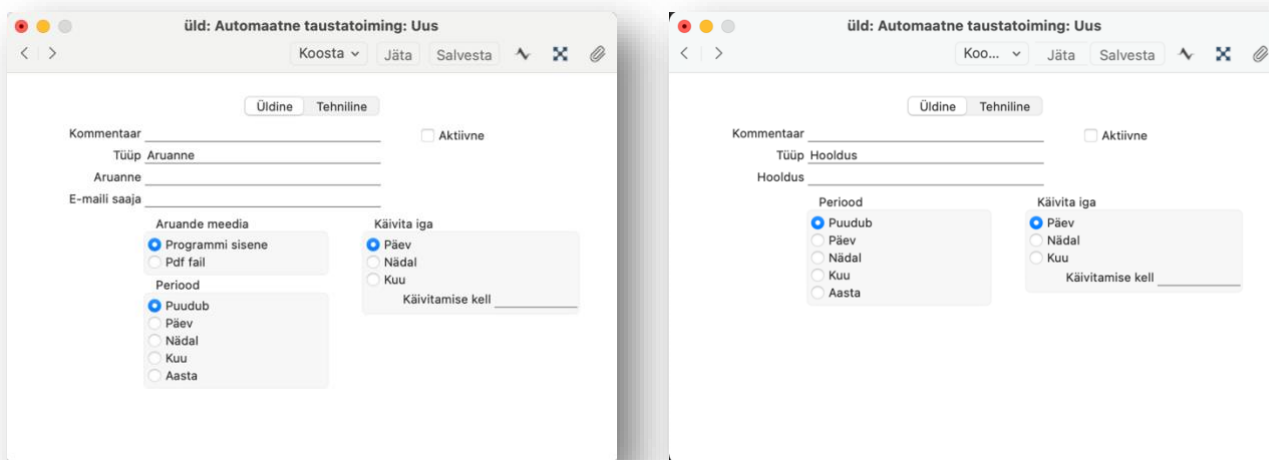 üld: Automaatne taustatoiming: Uus
Koosta
Jäta
Salvesta
Üldine
Tehniline
Kommentaar
Aktiivne
Tüüp Aruanne
Aruanne
E-maili saaja
Aruande meedia
Programmi sisene
Pdf fail
Periood
Puudub
Päev
Nädal
Kuu
Aasta
Käivita iga
Päev
Nädal
Kuu
Käivitamise kell
üld: Automaatne taustatoiming: Uus
Koo...
Jäta
Salvesta
Üldine
Tehniline
Kommentaar
Aktiivne
Tüüp Hooldus
Hooldus
Periood
Puudub
Päev
Nädal
Kuu
Aasta
Käivita iga
Päev
Nädal
Kuu
Käivitamise kell